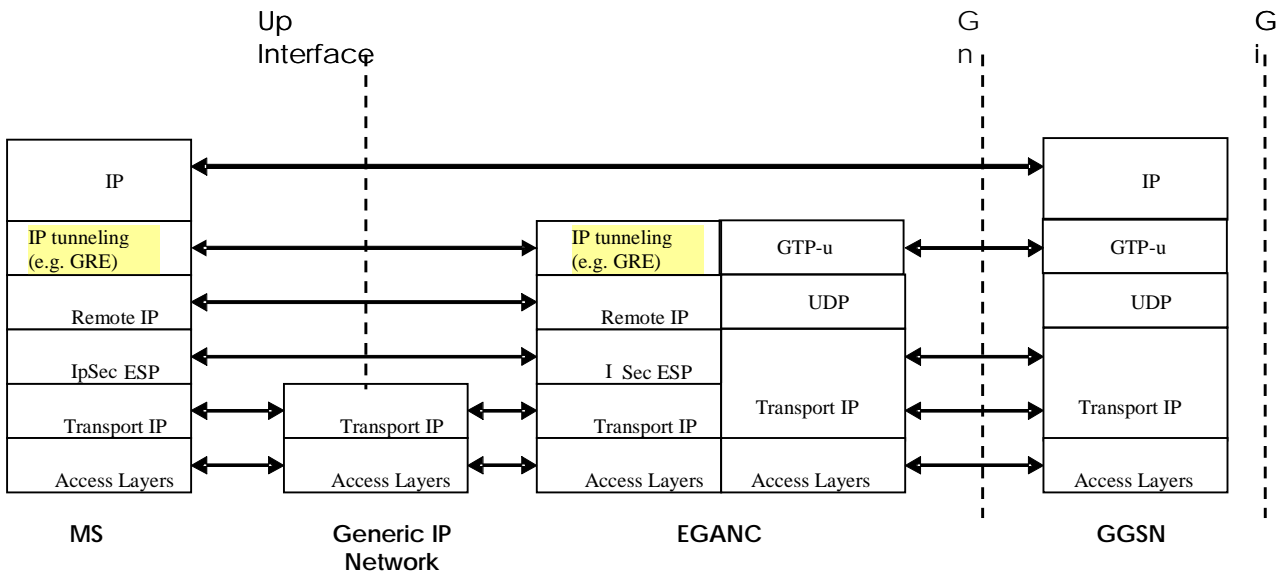 Up
Interface
G
n
G
i
IP
IP
IP tunneling
(e.g. GRE)
IP tunneling
(e.g. GRE)
GTP-u
GTP-u
Remote IP
Remote IP
UDP
UDP
IpSec ESP
I Sec ESP
Transport IP
Transport IP
Transport IP
Transport IP
Transport IP
Access Layers
Access Layers
Access Layers
Access Layers
Access Layers
MS
Generic IP
Network
EGANC
GGSN